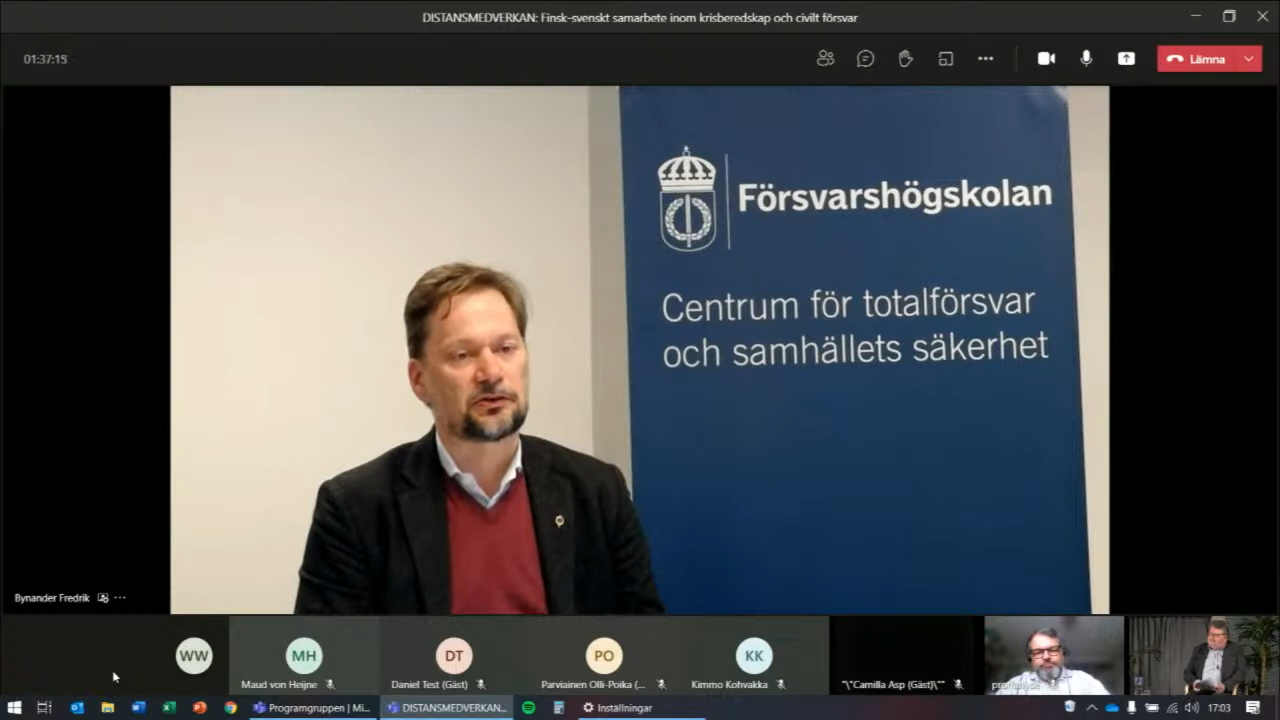 DISTANSMEDVERKAN: Finsk-svenskt samarbete inom krisberedskap och civilt försvar
01:37:15
Lämna
Försvarshögskolan
Centrum för totalförsvar
och samhällets säkerhet
Bynander Fredrik
WW
MH
DT
PO
KK
Maud von Heijne
Daniel Test (Gäst)
Parviainen Olli-Poika (...
Kimmo Kohvakka
"\"Camilla Asp (Gäst)\""
Programgruppen | Mi...
DISTANSMEDVERKAN...
Inställningar
17:03